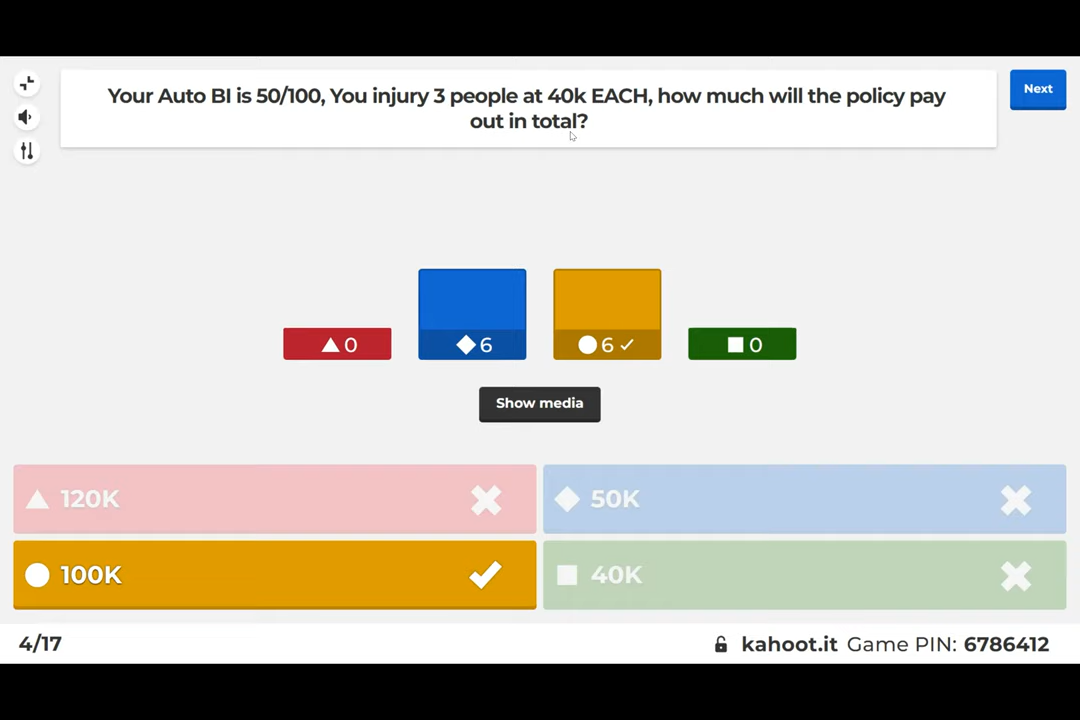 Your Auto BI is 50/100, You injury 3 people at 40k EACH, how much will the policy pay
out in total?
Next
0
6
6
0
Show media
120K
50K
100K
40K
4/17
kahoot.it Game PIN: 6786412